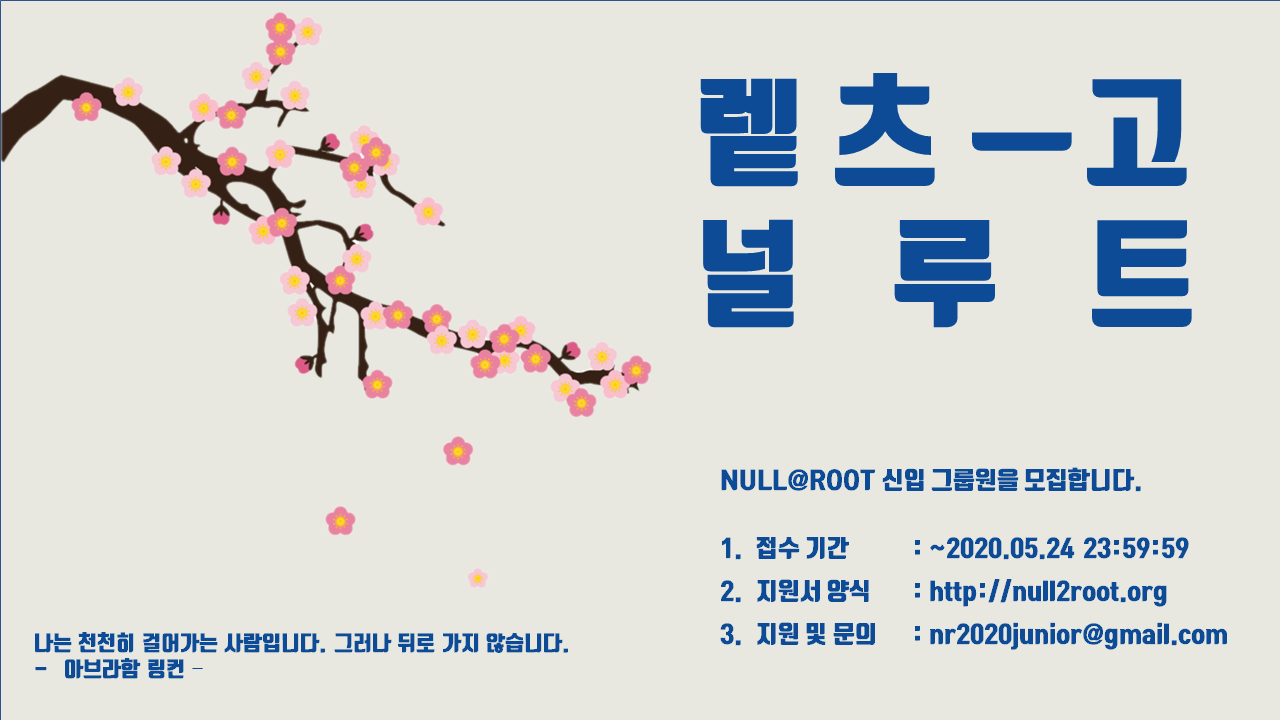 렡츠ㅡ고
널루트
NULL@ROOT 신입 그룹원을 모집합니다.
1. 접수 기간 : ~2020.05.24 23:59:59
2. 지원서 양식 : http://null2root.org
3. 지원 및 문의 : nr2020junior@gmail.com
나는 천천히 걸어가는 사람입니다. 그러나 뒤로 가지 않습니다.
- 아브라함 링컨 –